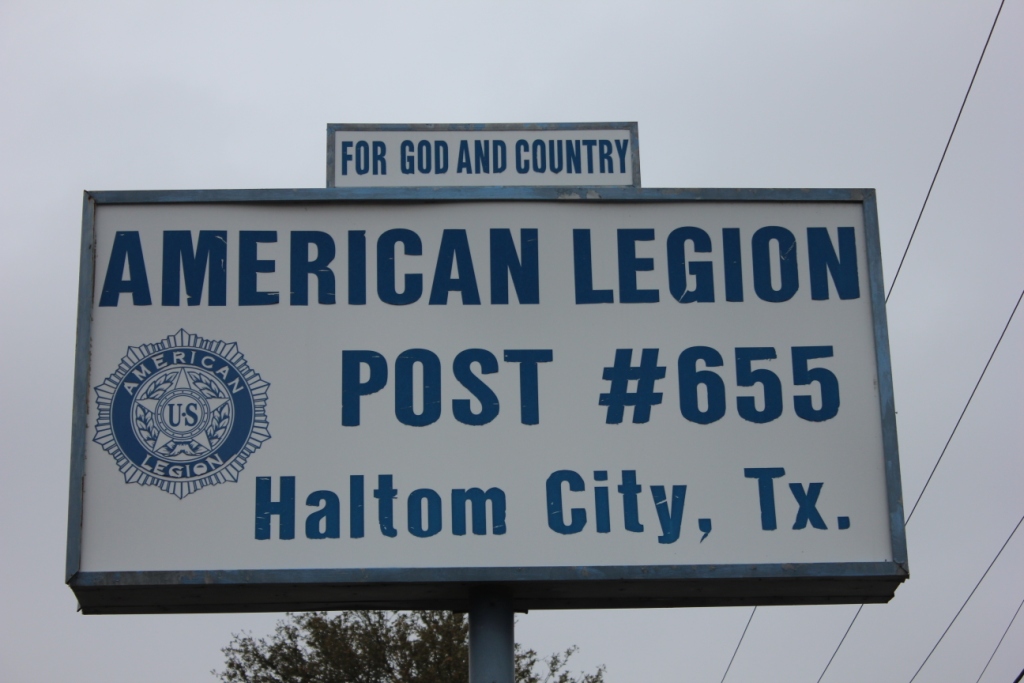 FOR GOD AND COUNTRY
AMERICAN LEGION
POST #655
AMERICAN
U·S
LEGION
Haltom City, Tx.